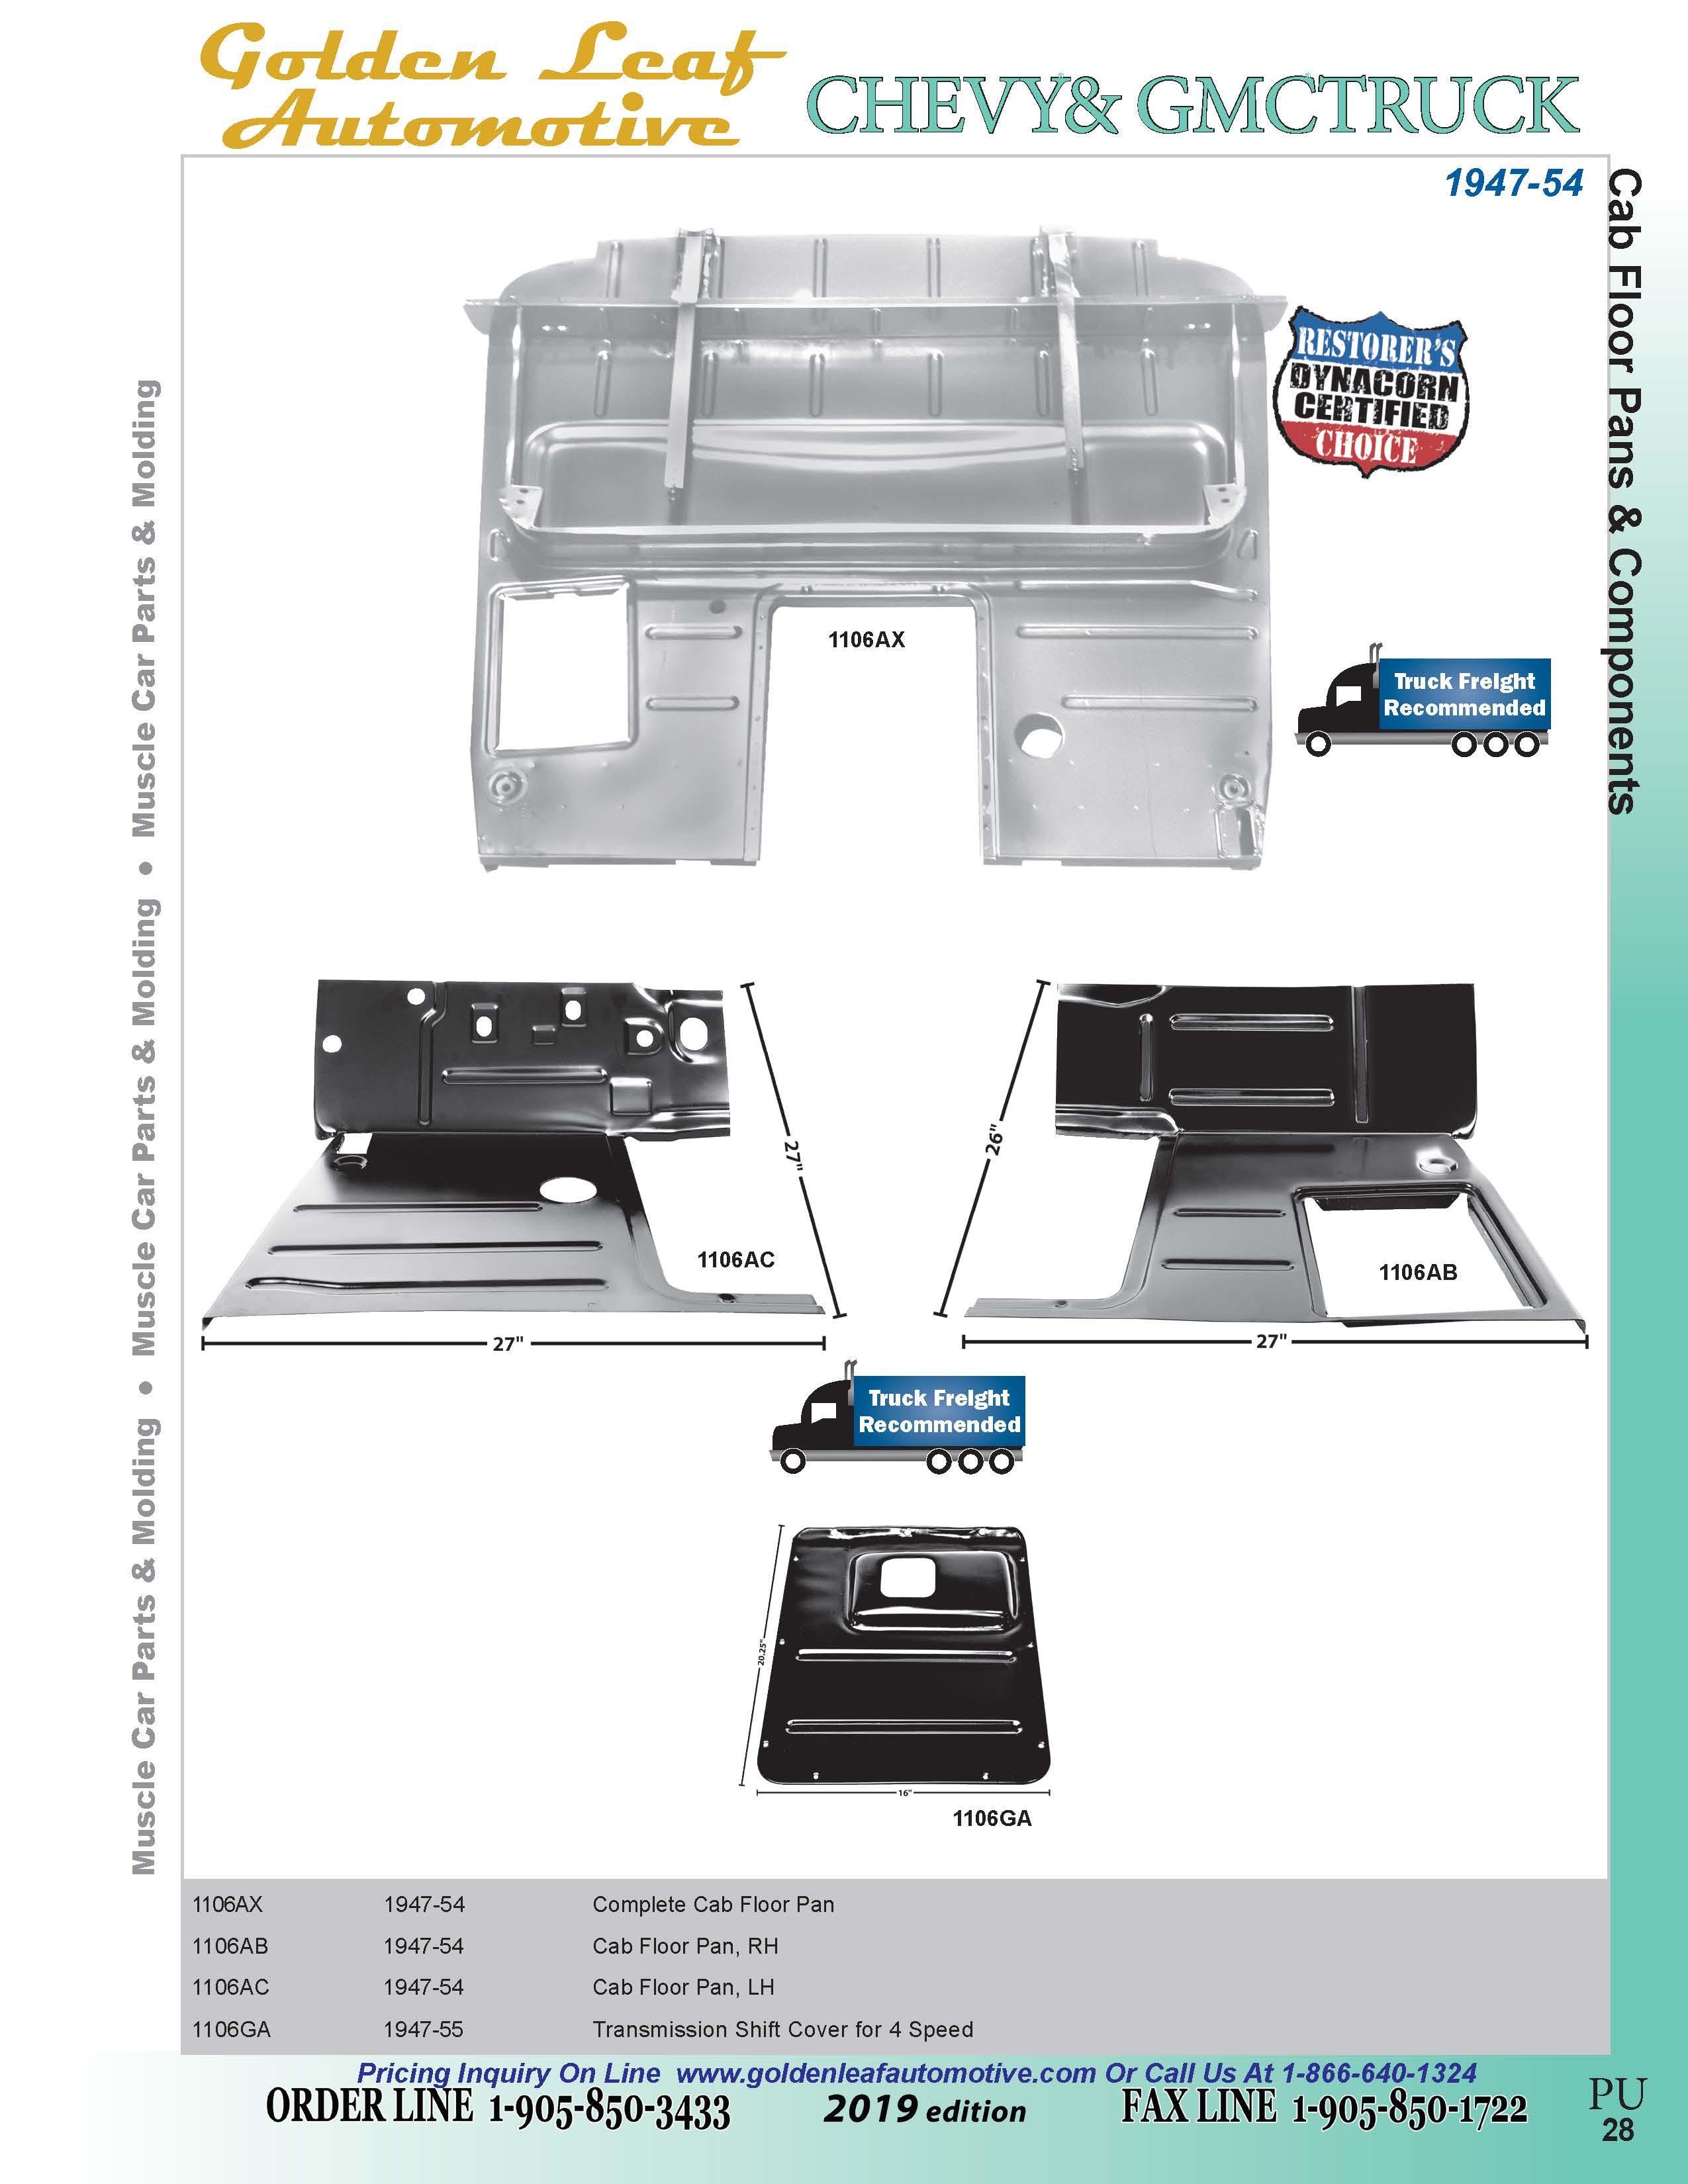 Golden Leaf
Automotive
CHEVY& GMCTRUCK
1947-54
Cab Floor Pans & Components
Muscle Car Parts & Molding • Muscle Car Parts & Molding • Muscle Car Parts & Molding
RESTORER'S
DYNACORN
CERTIFIED
CHOICE
1106AX
Truck Freight
Recommended
27"
26"
1106AC
1106AB
27"
27"
Truck Freight
Recommended
20.25"
16"
1106GA
1106AX 1947-54 Complete Cab Floor Pan
1106AB 1947-54 Cab Floor Pan, RH
1106AC 1947-54 Cab Floor Pan, LH
1106GA 1947-55 Transmission Shift Cover for 4 Speed
Pricing Inquiry On Line www.goldenleafautomotive.com Or Call Us At 1-866-640-1324
ORDER LINE 1-905-850-3433 2019 edition FAX LINE 1-905-850-1722
PU
28